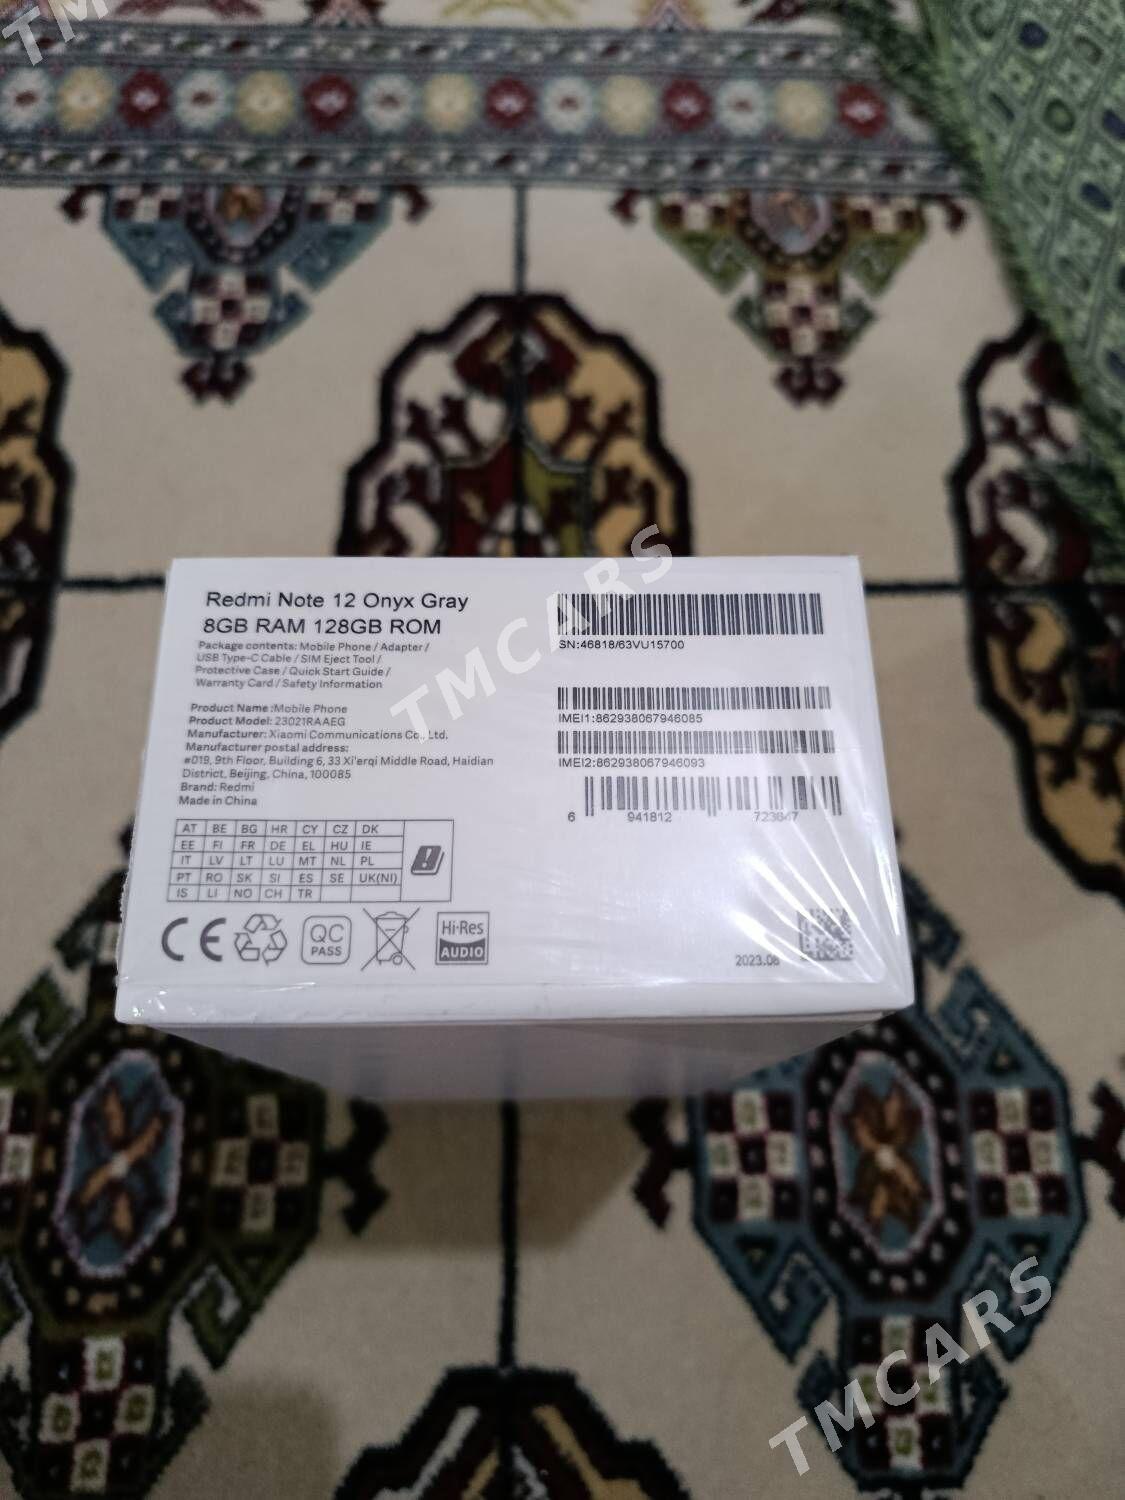 TM
TMCARS
Redmi Note 12 Onyx Gray
8GB RAM 128GB ROM
Package contents: Mobile Phone / Adapter /
USB Type-C Cable / SIM Eject Tool /
Protective Case / Quick Start Guide /
Warranty Card / Safety Information
Product Name :Mobile Phone
Product Model: 23021RAAEG
Manufacturer: Xiaomi Communications Co., Ltd.
Manufacturer postal address:
#019, 9th Floor, Building 6, 33 Xi'erqi Middle Road, Haidian
District, Beijing, China, 100085
Brand: Redmi
Made in China
SN:46818/63VU15700
IMEI1:862938067946085
IMEI2:862938067946093
6 941812 723647
AT BE BG HR CY CZ DK
EE FI FR DE EL HU IE
IT LV LT LU MT NL PL
PT RO SK SI ES SE UK(NI)
IS LI NO CH TR
CE
QC
PASS
Hi-Res
AUDIO
2023.08
TMCARS